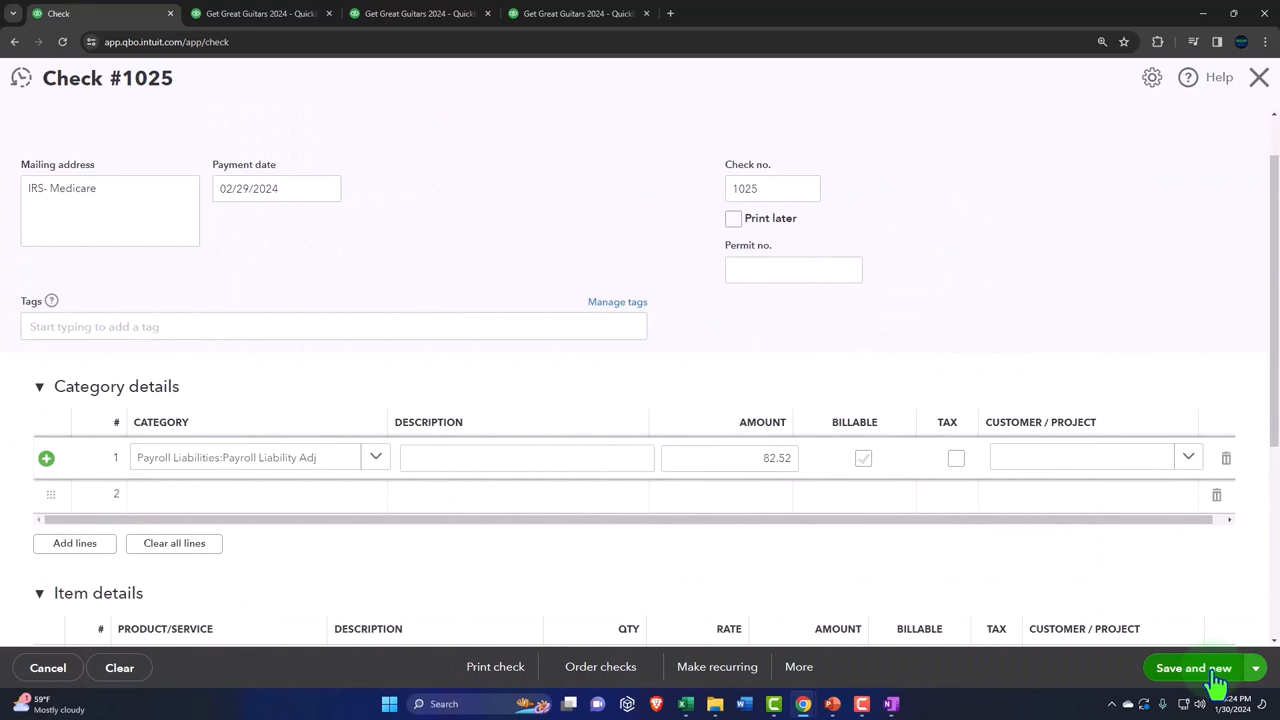 Check
Get Great Guitars 2024 - QuickB
Get Great Guitars 2024 - QuickB
Get Great Guitars 2024 - QuickB
app.qbo.intuit.com/app/check
Check #1025
Help
Mailing address
Payment date
Check no.
IRS- Medicare
02/29/2024
1025
Print later
Permit no.
Tags
Manage tags
Start typing to add a tag
Category details
# CATEGORY DESCRIPTION AMOUNT BILLABLE TAX CUSTOMER / PROJECT
1 Payroll Liabilities:Payroll Liability Adj 82.52
2
Add lines
Clear all lines
Item details
# PRODUCT/SERVICE DESCRIPTION QTY RATE AMOUNT BILLABLE TAX CUSTOMER / PROJECT
Cancel
Clear
Print check
Order checks
Make recurring
More
Save and new
59°F
Mostly cloudy
Search
:24 PM
1/30/2024